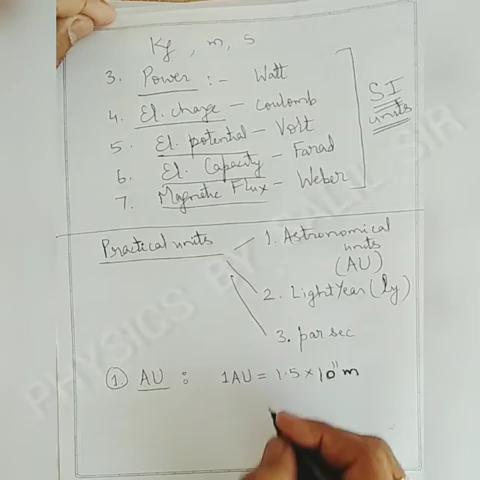 Kg, m, s
3. Power :- Watt
4. El. charge - Coulomb
5. El. potential - Volt
6. El. Capacity - Farad
7. Magnetic Flux - Weber
SI
units
Practical units
1. Astronomical
units
(AU)
2. Light Year (ly)
3. par sec
① AU : 1AU = 1.5 × 10¹¹ m
PHYSICS BY SALIL SIR